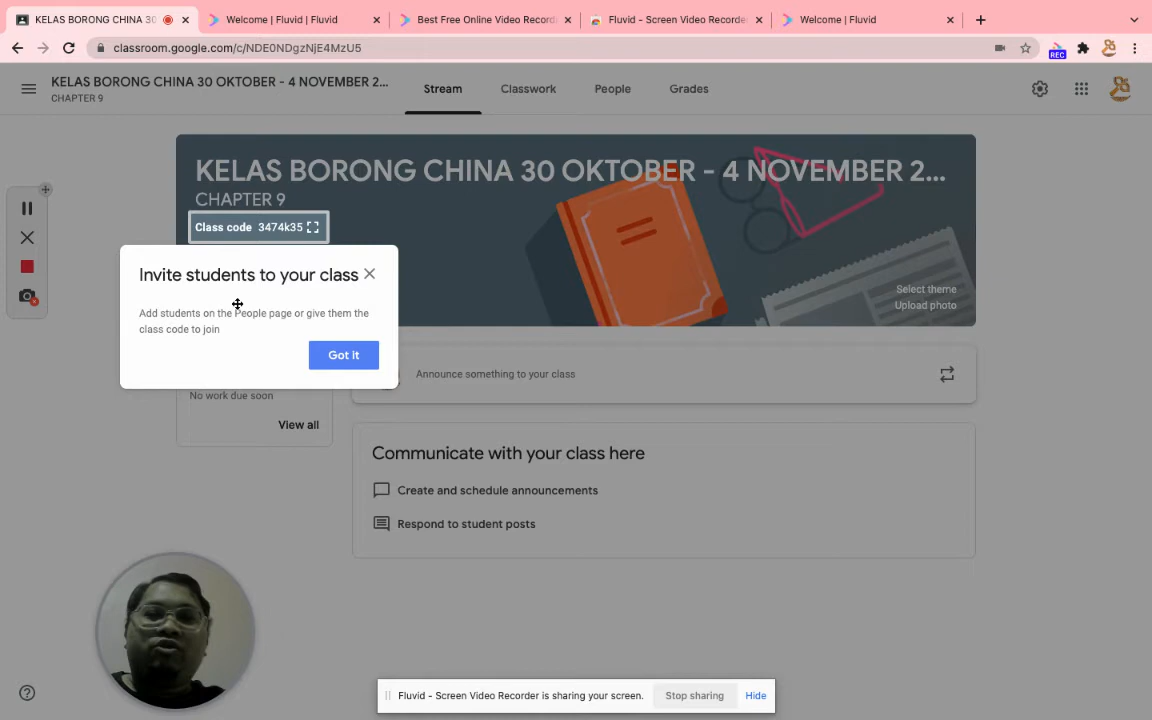 KELAS BORONG CHINA 30
Welcome | Fluvid | Fluvid
Best Free Online Video Record
Fluvid - Screen Video Recorder
Welcome | Fluvid
classroom.google.com/c/NDE0NDgzNjE4MzU5
REC
KELAS BORONG CHINA 30 OKTOBER - 4 NOVEMBER 2...
CHAPTER 9
Stream
Classwork
People
Grades
KELAS BORONG CHINA 30 OKTOBER - 4 NOVEMBER 2...
CHAPTER 9
Class code 3474k35
Invite students to your class
Add students on the People page or give them the
class code to join
Got it
Select theme
Upload photo
Announce something to your class
No work due soon
View all
Communicate with your class here
Create and schedule announcements
Respond to student posts
Fluvid - Screen Video Recorder is sharing your screen.
Stop sharing
Hide